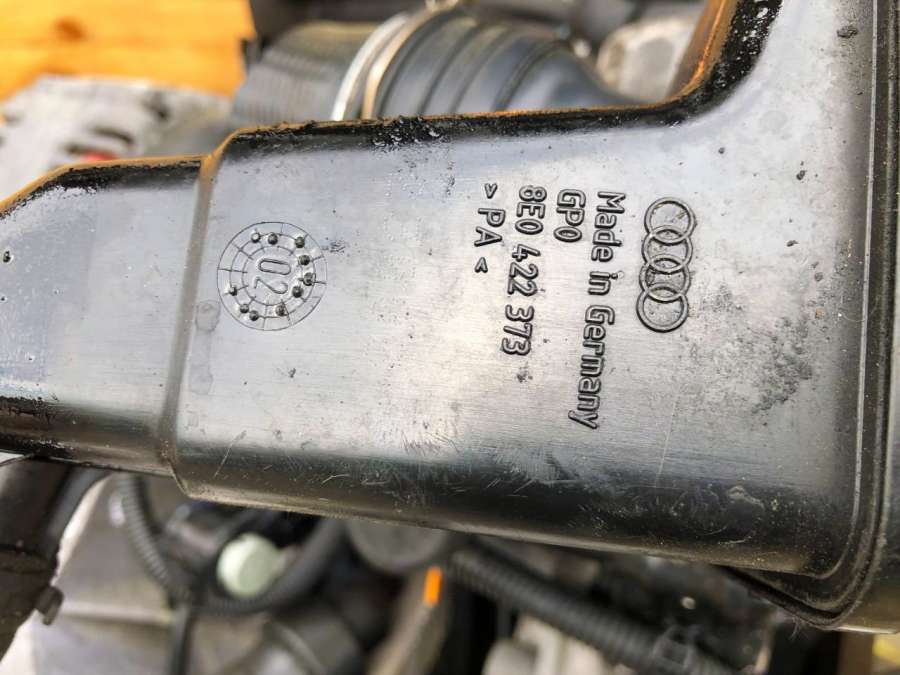 Made in Germany
GPO
8E0 422 373
>PA<
02